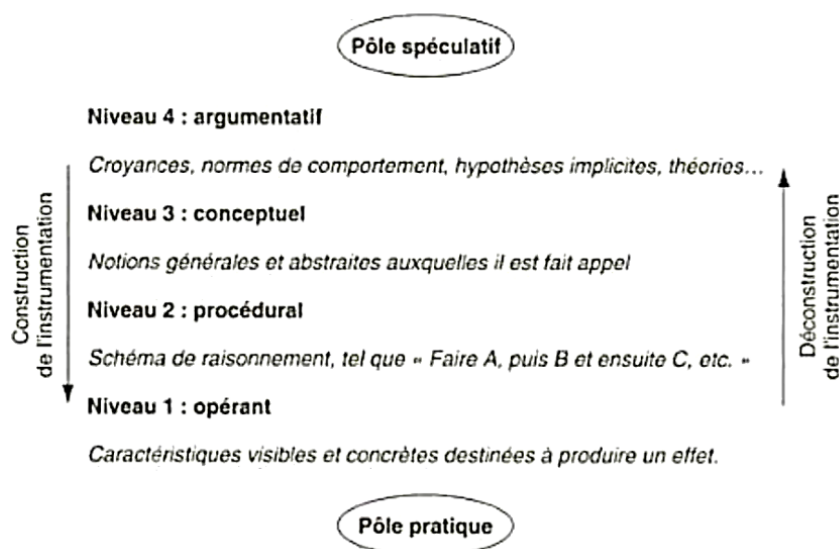 Pôle spéculatif
Niveau 4 : argumentatif
Croyances, normes de comportement, hypothèses implicites, théories...
Niveau 3 : conceptuel
Notions générales et abstraites auxquelles il est fait appel
Niveau 2 : procédural
Schéma de raisonnement, tel que « Faire A, puis B et ensuite C, etc. »
Niveau 1 : opérant
Caractéristiques visibles et concrètes destinées à produire un effet.
Pôle pratique
Construction
de l'instrumentation
Déconstruction
de l'instrumentation